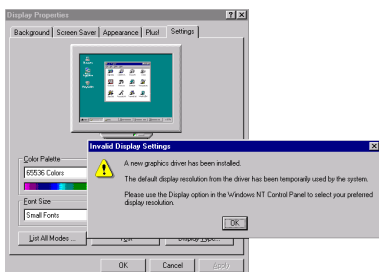 Display Properties
Background Screen Saver Appearance Plus! Settings
Color Palette
65536 Colors
Font Size
Small Fonts
List All Modes ...
Invalid Display Settings
A new graphics driver has been installed.
The default display resolution from the driver has been temporarily used by the system.
Please use the Display option in the Windows NT Control Panel to select your preferred
display resolution.
OK
OK Cancel Apply